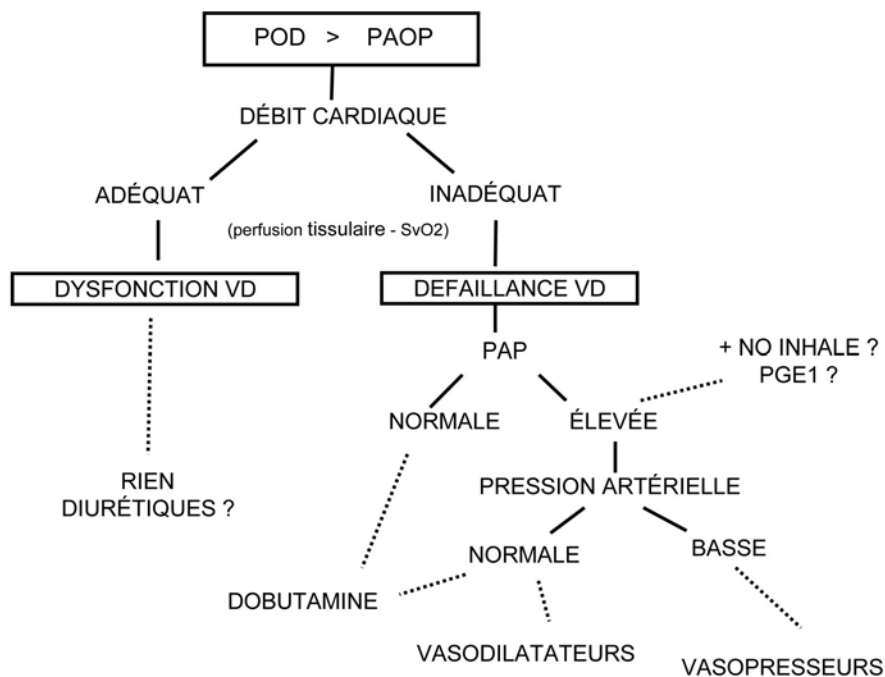 POD > PAOP
DÉBIT CARDIAQUE
ADÉQUAT
INADÉQUAT
(perfusion tissulaire - SvO2)
DYSFONCTION VD
DEFAILLANCE VD
PAP
+ NO INHALE ?
PGE1 ?
NORMALE
ÉLEVÉE
RIEN
DIURÉTIQUES ?
PRESSION ARTÉRIELLE
NORMALE
BASSE
DOBUTAMINE
VASODILATATEURS
VASOPRESSEURS